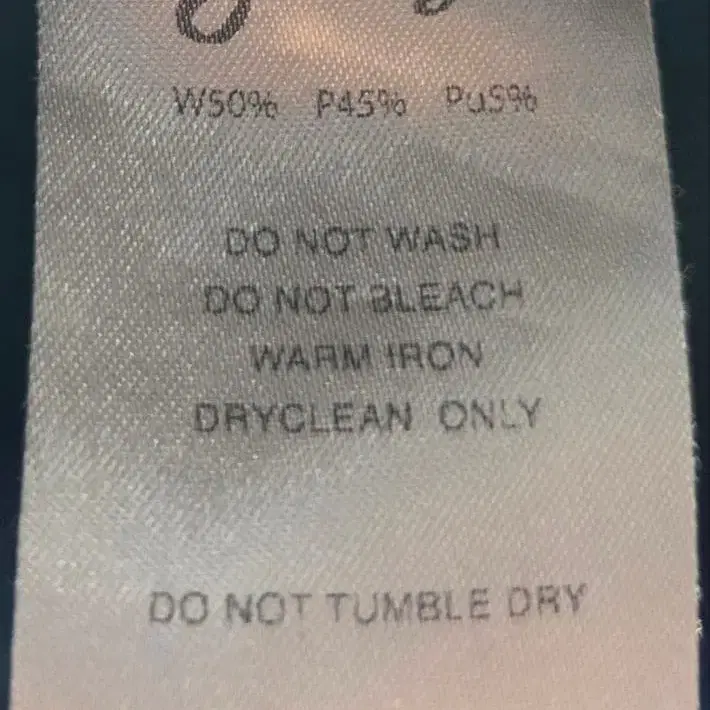 W50% P45% Pu5%
DO NOT WASH
DO NOT BLEACH
WARM IRON
DRYCLEAN ONLY
DO NOT TUMBLE DRY